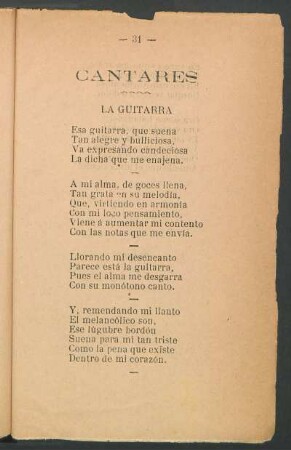 — 31 —
CANTARES
LA GUITARRA
Esa guitarra, que suena
Tan alegre y bulliciosa,
Va expresando candeciosa
La dicha que me enajena.
A mi alma, de goces llena,
Tan grata en su melodía,
Que, virtiendo en armonía
Con mi loco pensamiento,
Viene á aumentar mi contento
Con las notas que me envía.
Llorando mi desencanto
Parece está la guitarra,
Pues el alma me desgarra
Con su monótono canto.
Y, remendando mi llanto
El melancólico son,
Ese lúgubre bordón
Suena para mi tan triste
Como la pena que existe
Dentro de mi corazón.